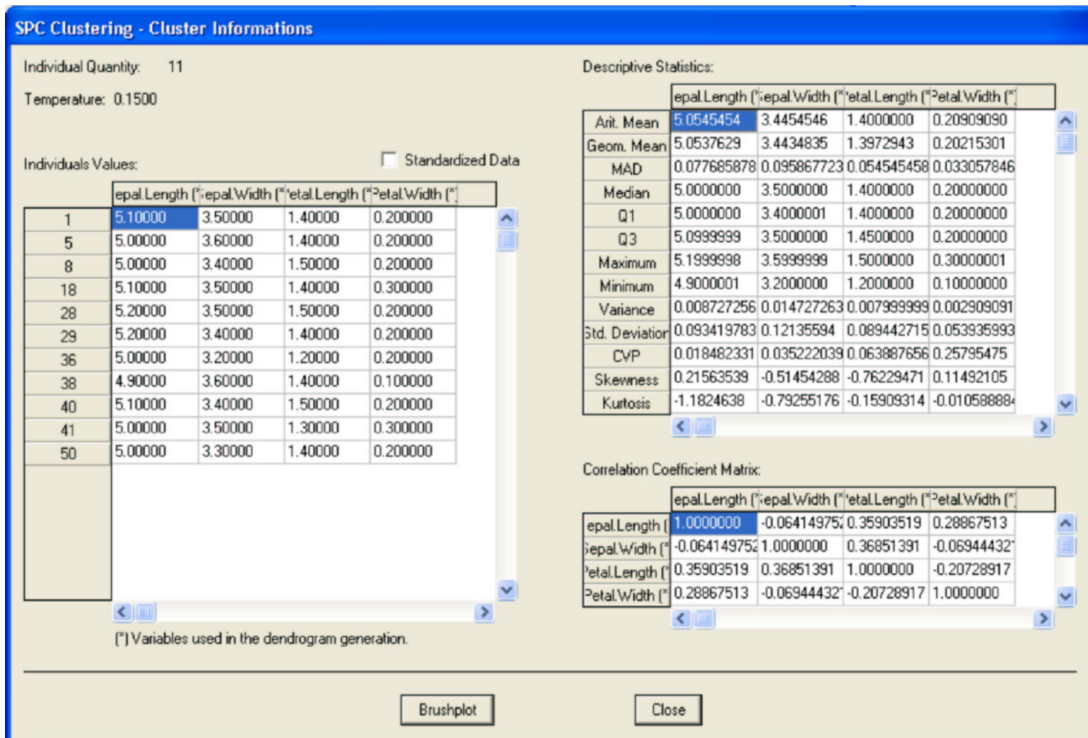 SPC Clustering - Cluster Informations
Individual Quantity: 11
Temperature: 0.1500
Individuals Values:
Standardized Data
epal.Length (* epal.Width (* etal.Length (* Petal.Width (*)
1 5.10000 3.50000 1.40000 0.200000
5 5.00000 3.60000 1.40000 0.200000
8 5.00000 3.40000 1.50000 0.200000
18 5.10000 3.50000 1.40000 0.300000
28 5.20000 3.50000 1.50000 0.200000
29 5.20000 3.40000 1.40000 0.200000
36 5.00000 3.20000 1.20000 0.200000
38 4.90000 3.60000 1.40000 0.100000
40 5.10000 3.40000 1.50000 0.200000
41 5.00000 3.50000 1.30000 0.300000
50 5.00000 3.30000 1.40000 0.200000
(*) Variables used in the dendrogram generation.
Descriptive Statistics:
epal.Length (* epal.Width (* etal.Length (* Petal.Width (*)
Arit. Mean 5.0545454 3.4454546 1.4000000 0.20909090
Geom. Mean 5.0537629 3.4434835 1.3972943 0.20215301
MAD 0.077685878 0.095867723 0.054545458 0.033057846
Median 5.0000000 3.5000000 1.4000000 0.20000000
Q1 5.0000000 3.4000001 1.4000000 0.20000000
Q3 5.0999999 3.5000000 1.4500000 0.20000000
Maximum 5.1999998 3.5999999 1.5000000 0.30000001
Minimum 4.9000001 3.2000000 1.2000000 0.10000000
Variance 0.008727256 0.014727263 0.007999999 0.002909091
Std. Deviation 0.093419783 0.12135594 0.089442715 0.053935993
CVP 0.018482331 0.035222039 0.063887656 0.25795475
Skewness 0.21563539 -0.51454288 -0.76229471 0.11492105
Kurtosis -1.1824638 -0.79255176 -0.15909314 -0.010588884
Correlation Coefficient Matrix:
epal.Length (* epal.Width (* etal.Length (* Petal.Width (*)
epal.Length ( 1.0000000 -0.064149752 0.35903519 0.28867513
Sepal.Width (* -0.064149752 1.0000000 0.36851391 -0.06944432
Petal.Length (* 0.35903519 0.36851391 1.0000000 -0.20728917
Petal.Width (* 0.28867513 -0.06944432 -0.20728917 1.0000000
Brushplot Close